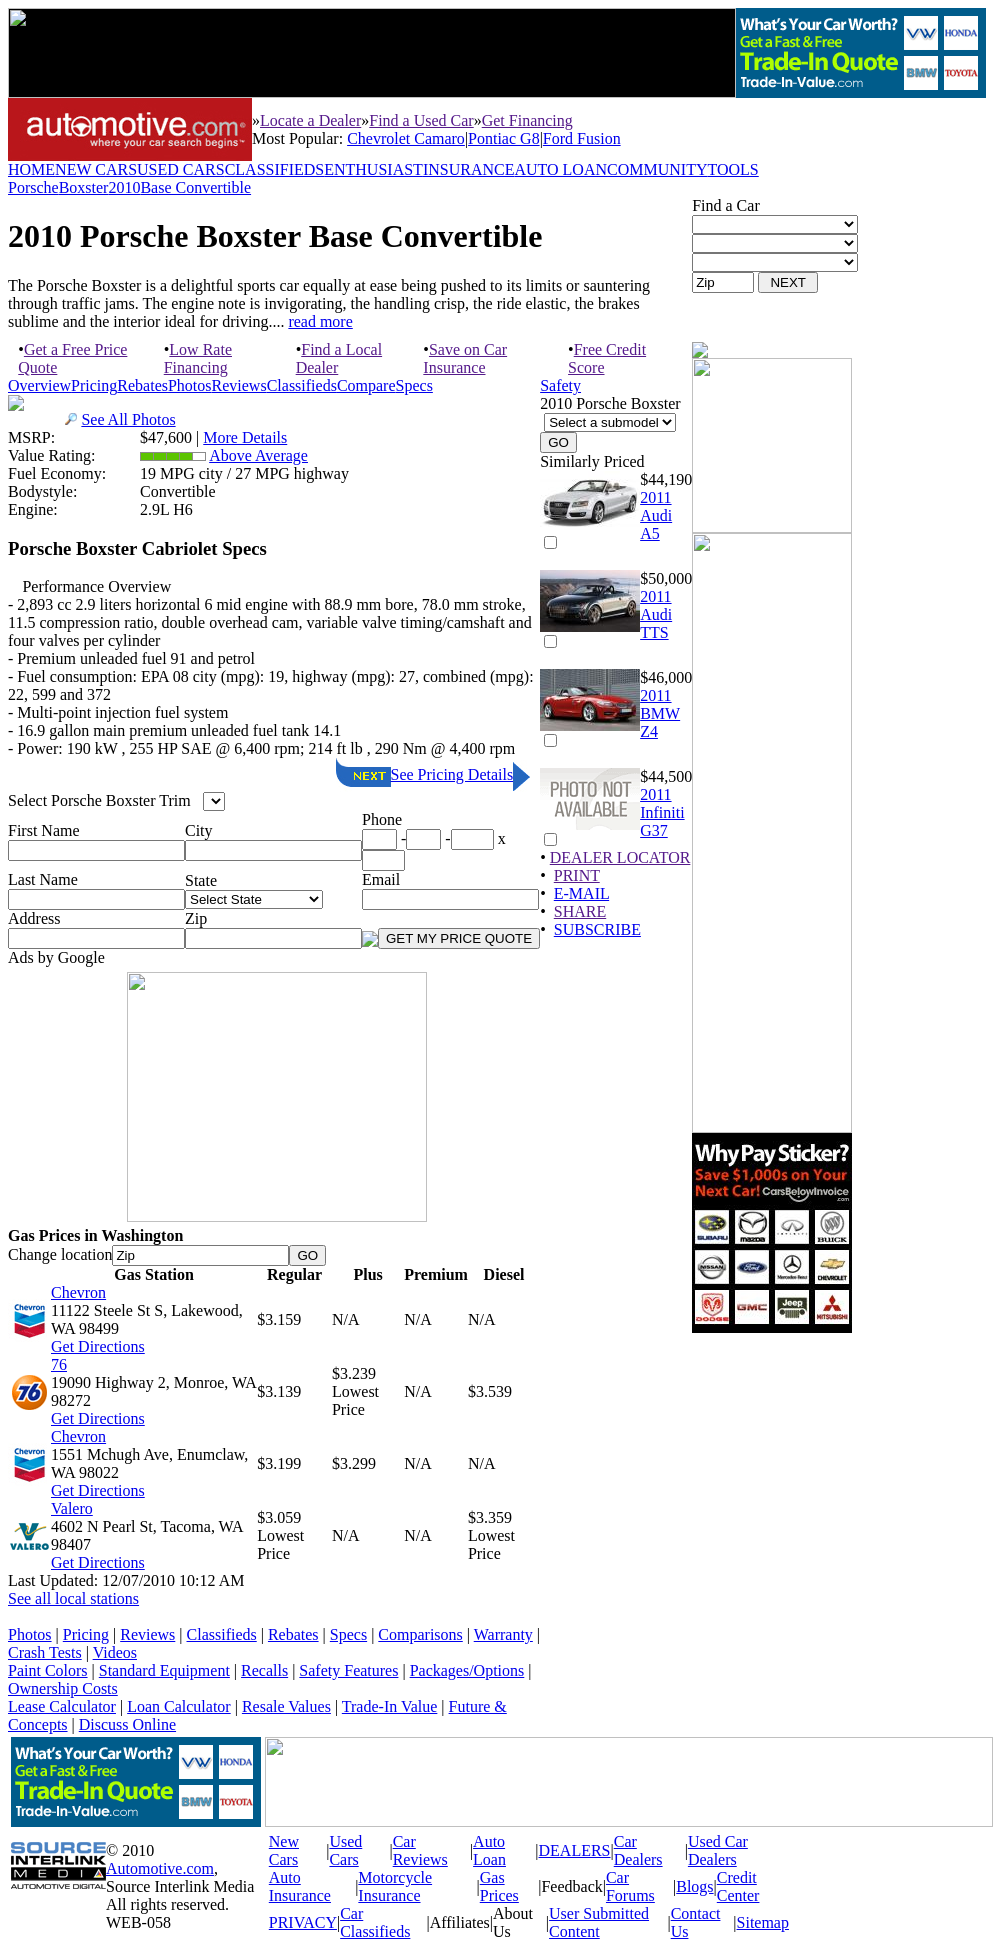 What's Your Car Worth?
Get a Fast & Free
Trade-In Quote
Trade-In-Value.com
VW HONDA
BMW TOYOTA
automotive.com
where your car search begins™
»Locate a Dealer»Find a Used Car»Get Financing
Most Popular: Chevrolet Camaro|Pontiac G8|Ford Fusion
HOMENEW CARSUSED CARSCLASSIFIEDSENTHUSIASTINSURANCEAUTO LOANCOMMUNITYTOOLS
PorscheBoxster2010Base Convertible
2010 Porsche Boxster Base Convertible
The Porsche Boxster is a delightful sports car equally at ease being pushed to its limits or sauntering
through traffic jams. The engine note is invigorating, the handling crisp, the ride elastic, the brakes
sublime and the interior ideal for driving.... read more
Find a Car
Zip NEXT
•Get a Free Price
Quote
•Low Rate
Financing
•Find a Local
Dealer
•Save on Car
Insurance
•Free Credit
Score
OverviewPricingRebatesPhotosReviewsClassifiedsCompareSpecs
See All Photos
MSRP: $47,600 | More Details
Value Rating: Above Average
Fuel Economy: 19 MPG city / 27 MPG highway
Bodystyle: Convertible
Engine: 2.9L H6
Porsche Boxster Cabriolet Specs
Performance Overview
- 2,893 cc 2.9 liters horizontal 6 mid engine with 88.9 mm bore, 78.0 mm stroke,
11.5 compression ratio, double overhead cam, variable valve timing/camshaft and
four valves per cylinder
- Premium unleaded fuel 91 and petrol
- Fuel consumption: EPA 08 city (mpg): 19, highway (mpg): 27, combined (mpg):
22, 599 and 372
- Multi-point injection fuel system
- 16.9 gallon main premium unleaded fuel tank 14.1
- Power: 190 kW , 255 HP SAE @ 6,400 rpm; 214 ft lb , 290 Nm @ 4,400 rpm
NEXT See Pricing Details
Select Porsche Boxster Trim
First Name City Phone
- - x
Last Name State Email
Select State
Address Zip
GET MY PRICE QUOTE
Ads by Google
Safety
2010 Porsche Boxster
Select a submodel
GO
Similarly Priced
$44,190
2011
Audi
A5
$50,000
2011
Audi
TTS
$46,000
2011
BMW
Z4
PHOTO NOT
AVAILABLE
$44,500
2011
Infiniti
G37
• DEALER LOCATOR
• PRINT
• E-MAIL
• SHARE
• SUBSCRIBE
Why Pay Sticker?
Save $1,000s on Your
Next Car! CarsBelowInvoice.com
SUBARU mazda INFINITI BUICK
NISSAN Ford Mercedes-Benz CHEVROLET
DODGE GMC Jeep MITSUBISHI
Gas Prices in Washington
Change location Zip GO
Gas Station Regular Plus Premium Diesel
Chevron
Chevron
11122 Steele St S, Lakewood,
WA 98499
Get Directions
$3.159 N/A N/A N/A
76
76
19090 Highway 2, Monroe, WA
98272
Get Directions
$3.139 $3.239 Lowest Price N/A $3.539
Chevron
Chevron
1551 Mchugh Ave, Enumclaw,
WA 98022
Get Directions
$3.199 $3.299 N/A N/A
VALERO
Valero
4602 N Pearl St, Tacoma, WA
98407
Get Directions
$3.059 Lowest Price N/A N/A $3.359 Lowest Price
Last Updated: 12/07/2010 10:12 AM
See all local stations
Photos | Pricing | Reviews | Classifieds | Rebates | Specs | Comparisons | Warranty |
Crash Tests | Videos
Paint Colors | Standard Equipment | Recalls | Safety Features | Packages/Options |
Ownership Costs
Lease Calculator | Loan Calculator | Resale Values | Trade-In Value | Future &
Concepts | Discuss Online
What's Your Car Worth?
Get a Fast & Free
Trade-In Quote
Trade-In-Value.com
VW HONDA
BMW TOYOTA
SOURCE
INTERLINK
MEDIA
AUTOMOTIVE DIGITAL
© 2010
Automotive.com,
Source Interlink Media
All rights reserved.
WEB-058
New Cars|Used Cars|Car Reviews|Auto Loan|DEALERS|Car Dealers|Used Car Dealers
Auto Insurance|Motorcycle Insurance|Gas Prices|Feedback|Car Forums|Blogs|Credit Center
PRIVACY|Car Classifieds|Affiliates|About Us|User Submitted Content|Contact Us|Sitemap